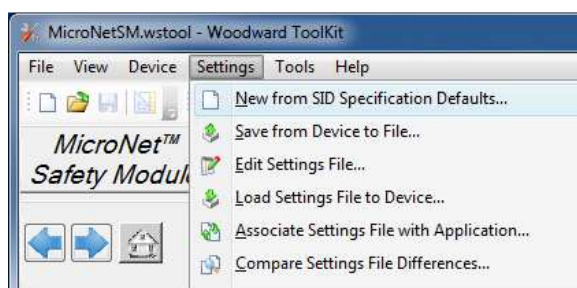 MicroNetSM.wstool - Woodward ToolKit
File View Device Settings Tools Help
New from SID Specification Defaults...
MicroNet™
Save from Device to File...
Safety Modul
Edit Settings File...
Load Settings File to Device...
Associate Settings File with Application...
Compare Settings File Differences...